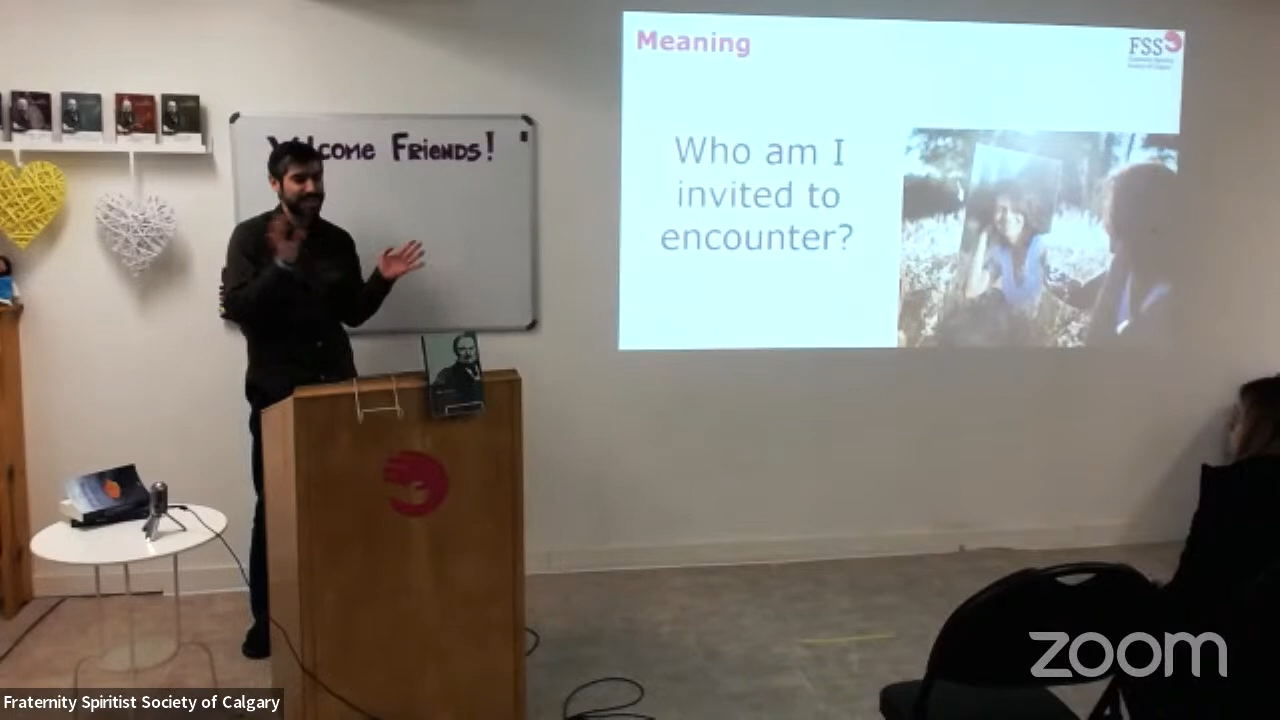 Meaning
FSS
Who am I
invited to
encounter?
come Friends!
zoom
Fraternity Spiritist Society of Calgary